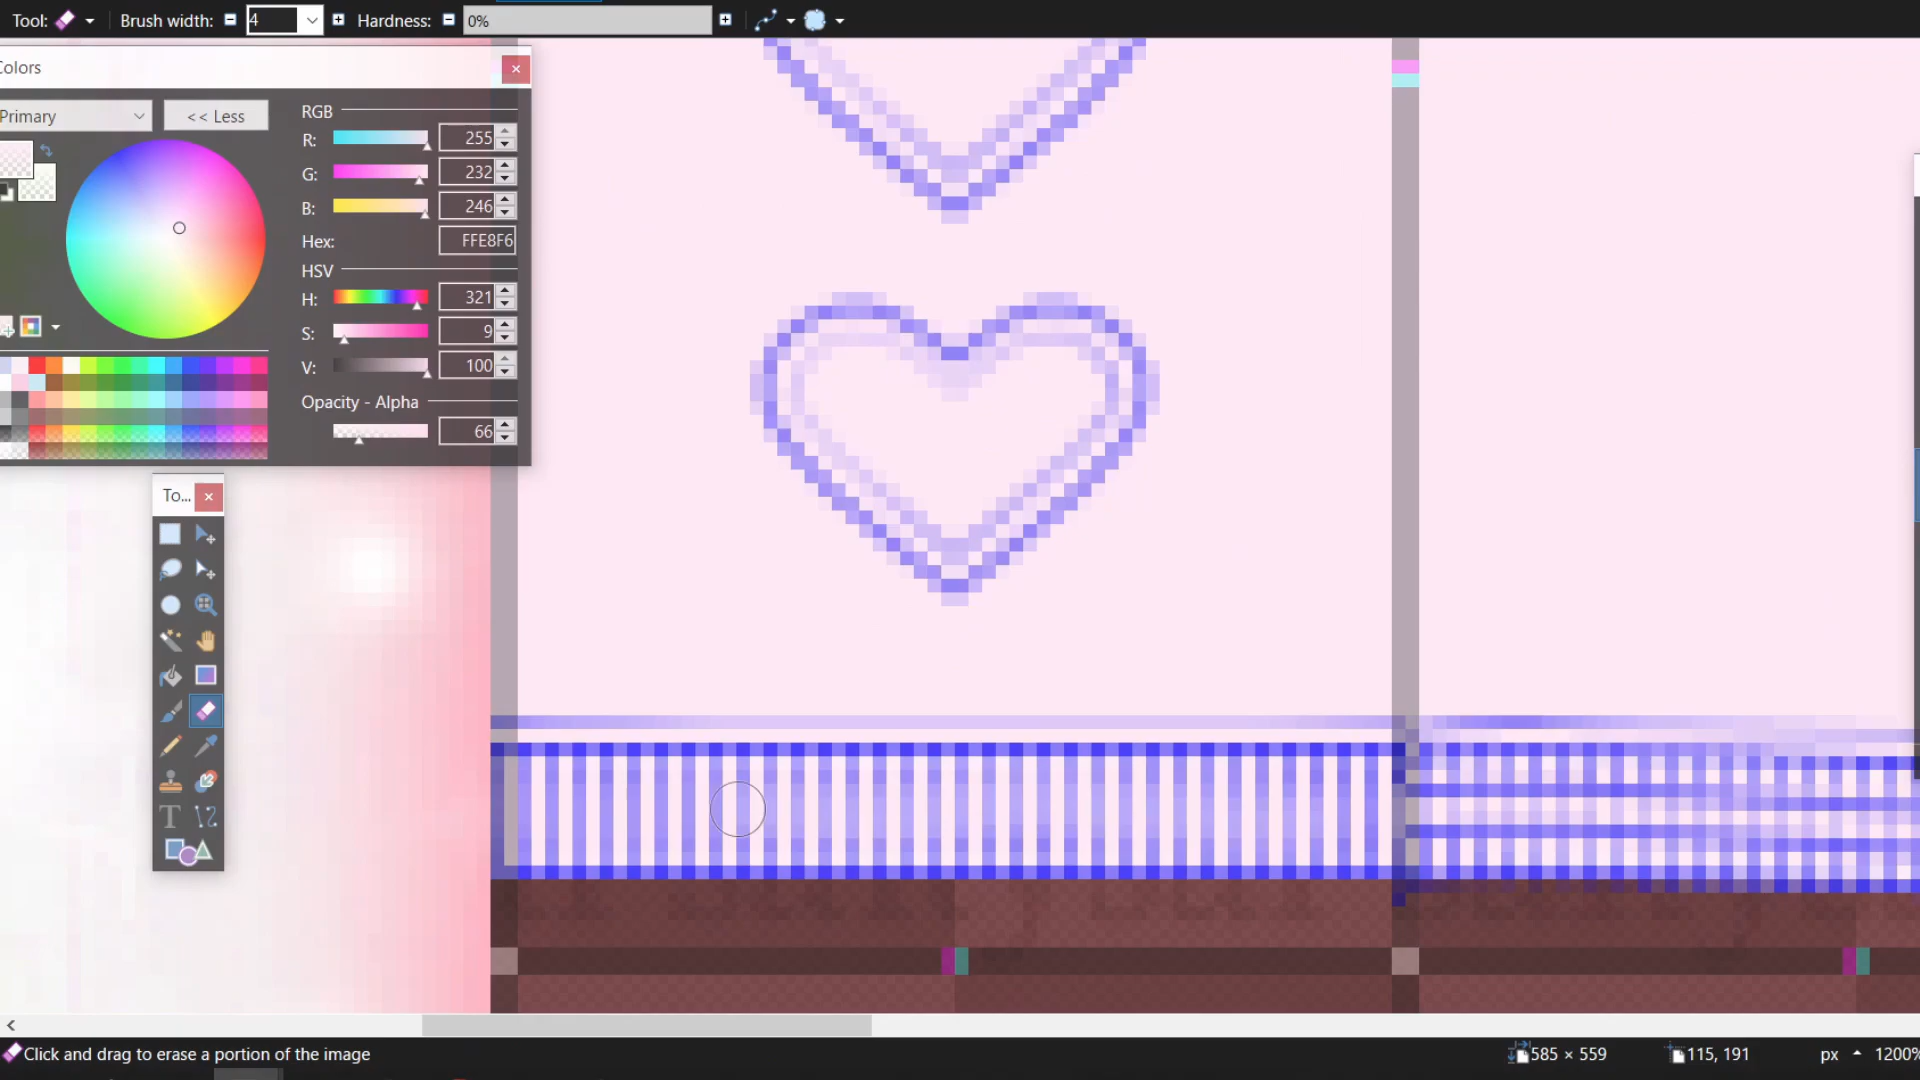 Tool:
Brush width: 4
Hardness: 0%
Colors
Primary
<< Less
RGB
R: 255
G: 232
B: 246
Hex: FFE8F6
HSV
H: 321
S: 9
V: 100
Opacity - Alpha
66
To...
Click and drag to erase a portion of the image
585 × 559
115, 191
px
1200%